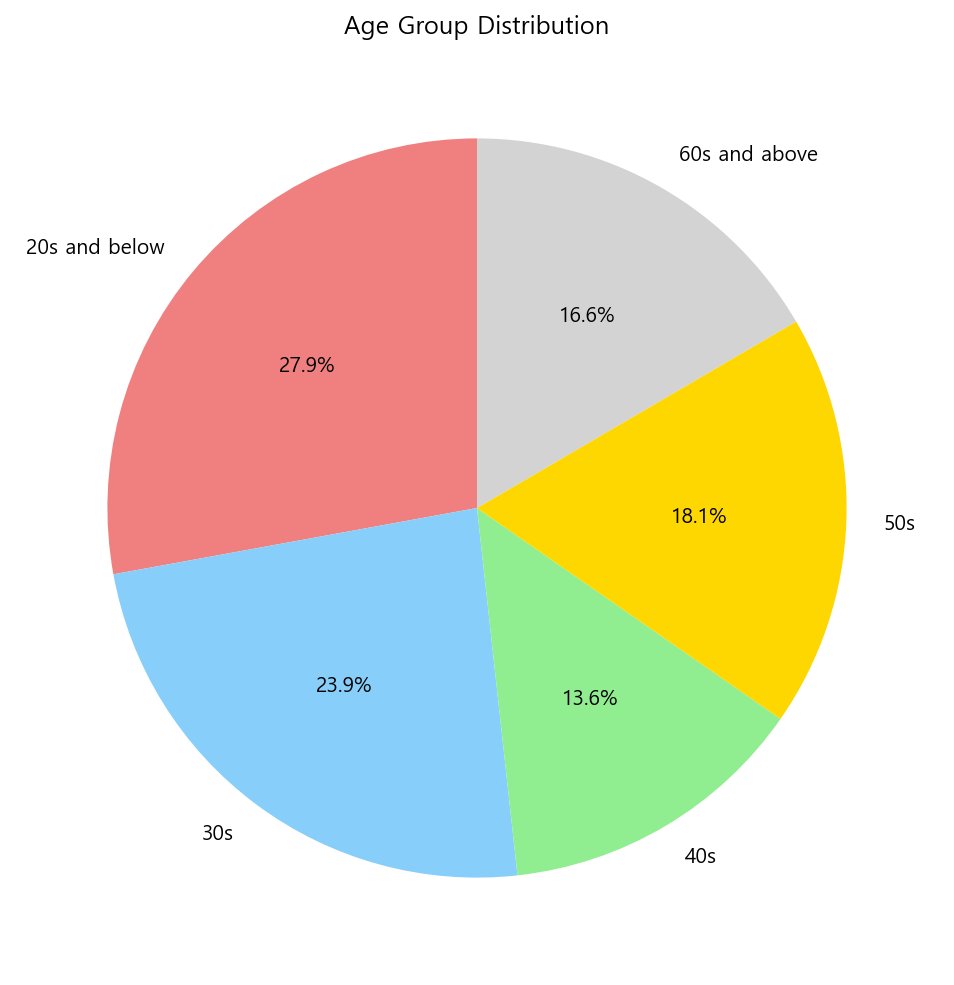 Age Group Distribution
60s and above
20s and below
16.6%
27.9%
18.1%
50s
23.9%
13.6%
30s
40s